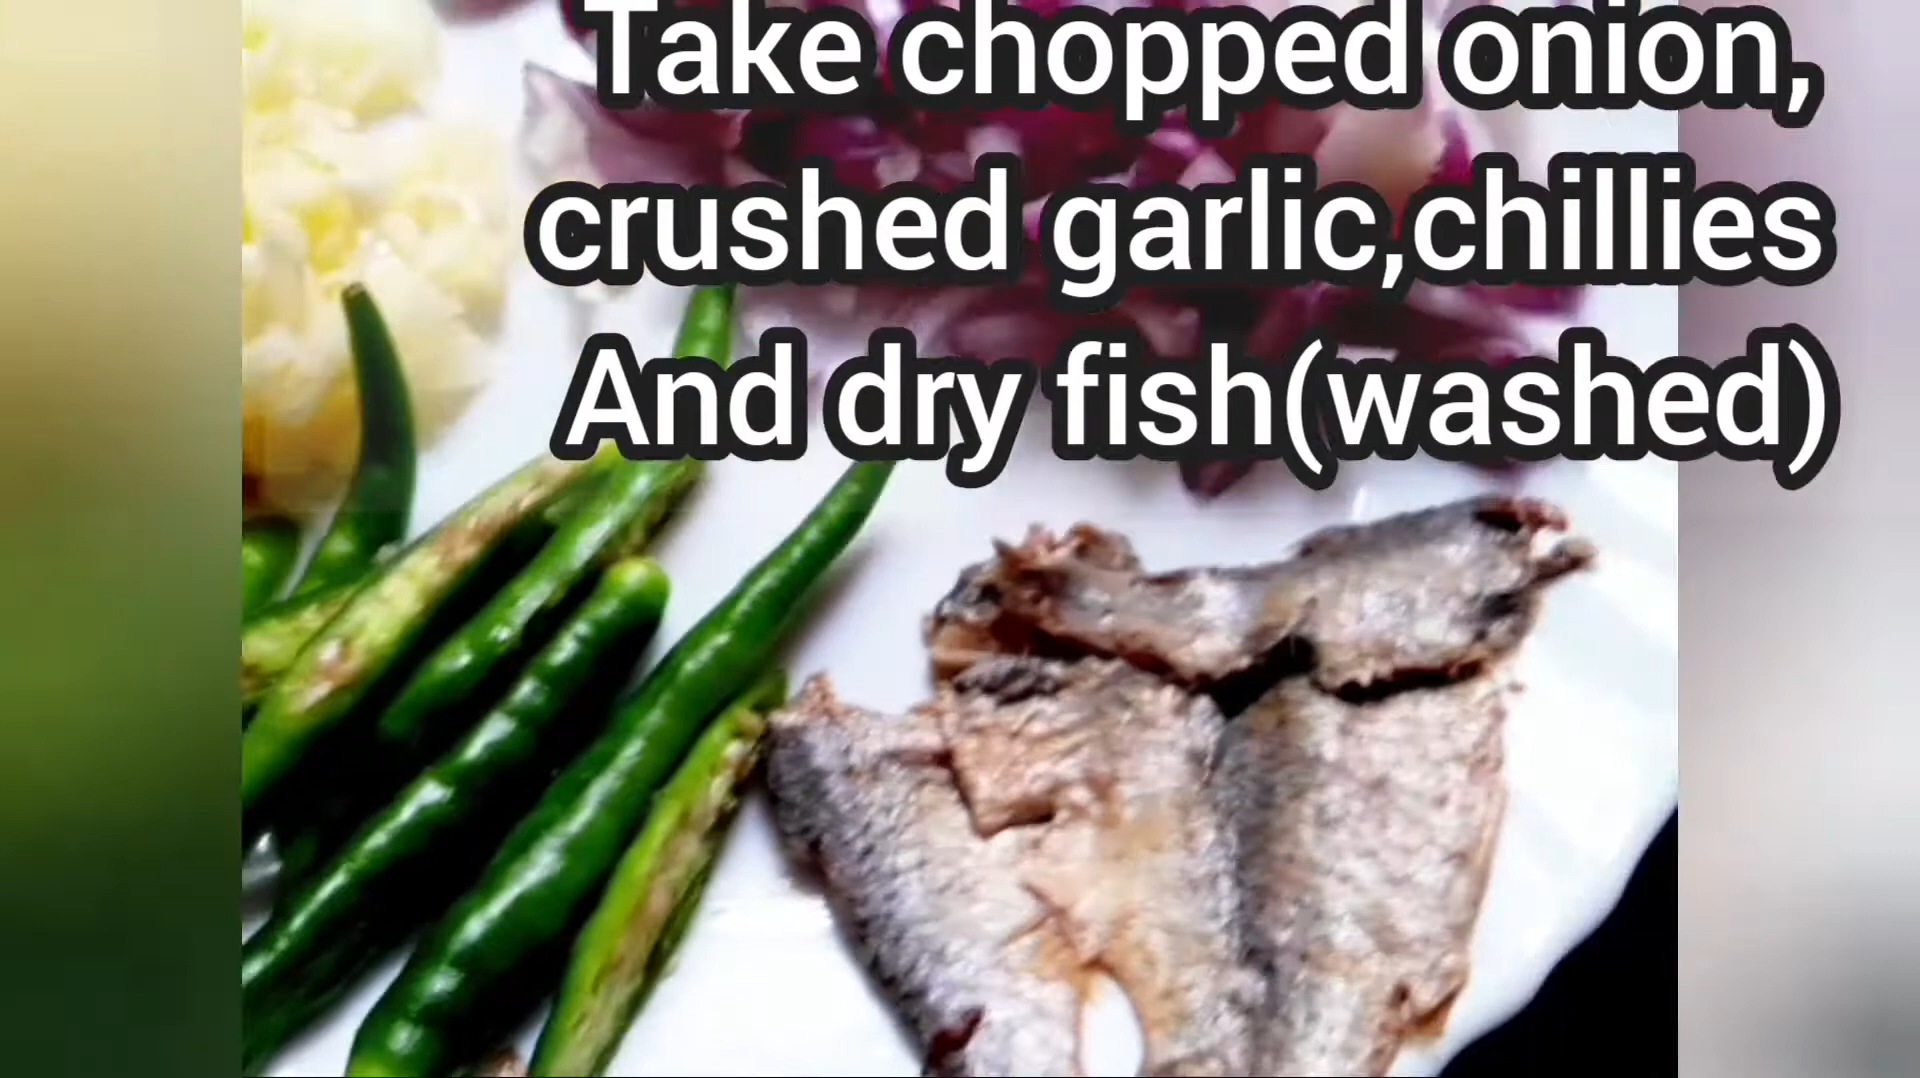 Take chopped onion,
crushed garlic,chillies
And dry fish(washed)